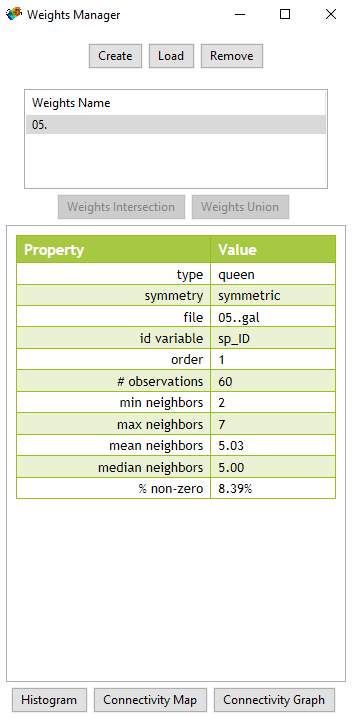 Weights Manager
Create Load Remove
Weights Name
05.
Weights Intersection Weights Union
Property Value
type queen
symmetry symmetric
file 05..gal
id variable sp_ID
order 1
# observations 60
min neighbors 2
max neighbors 7
mean neighbors 5.03
median neighbors 5.00
% non-zero 8.39%
Histogram Connectivity Map Connectivity Graph